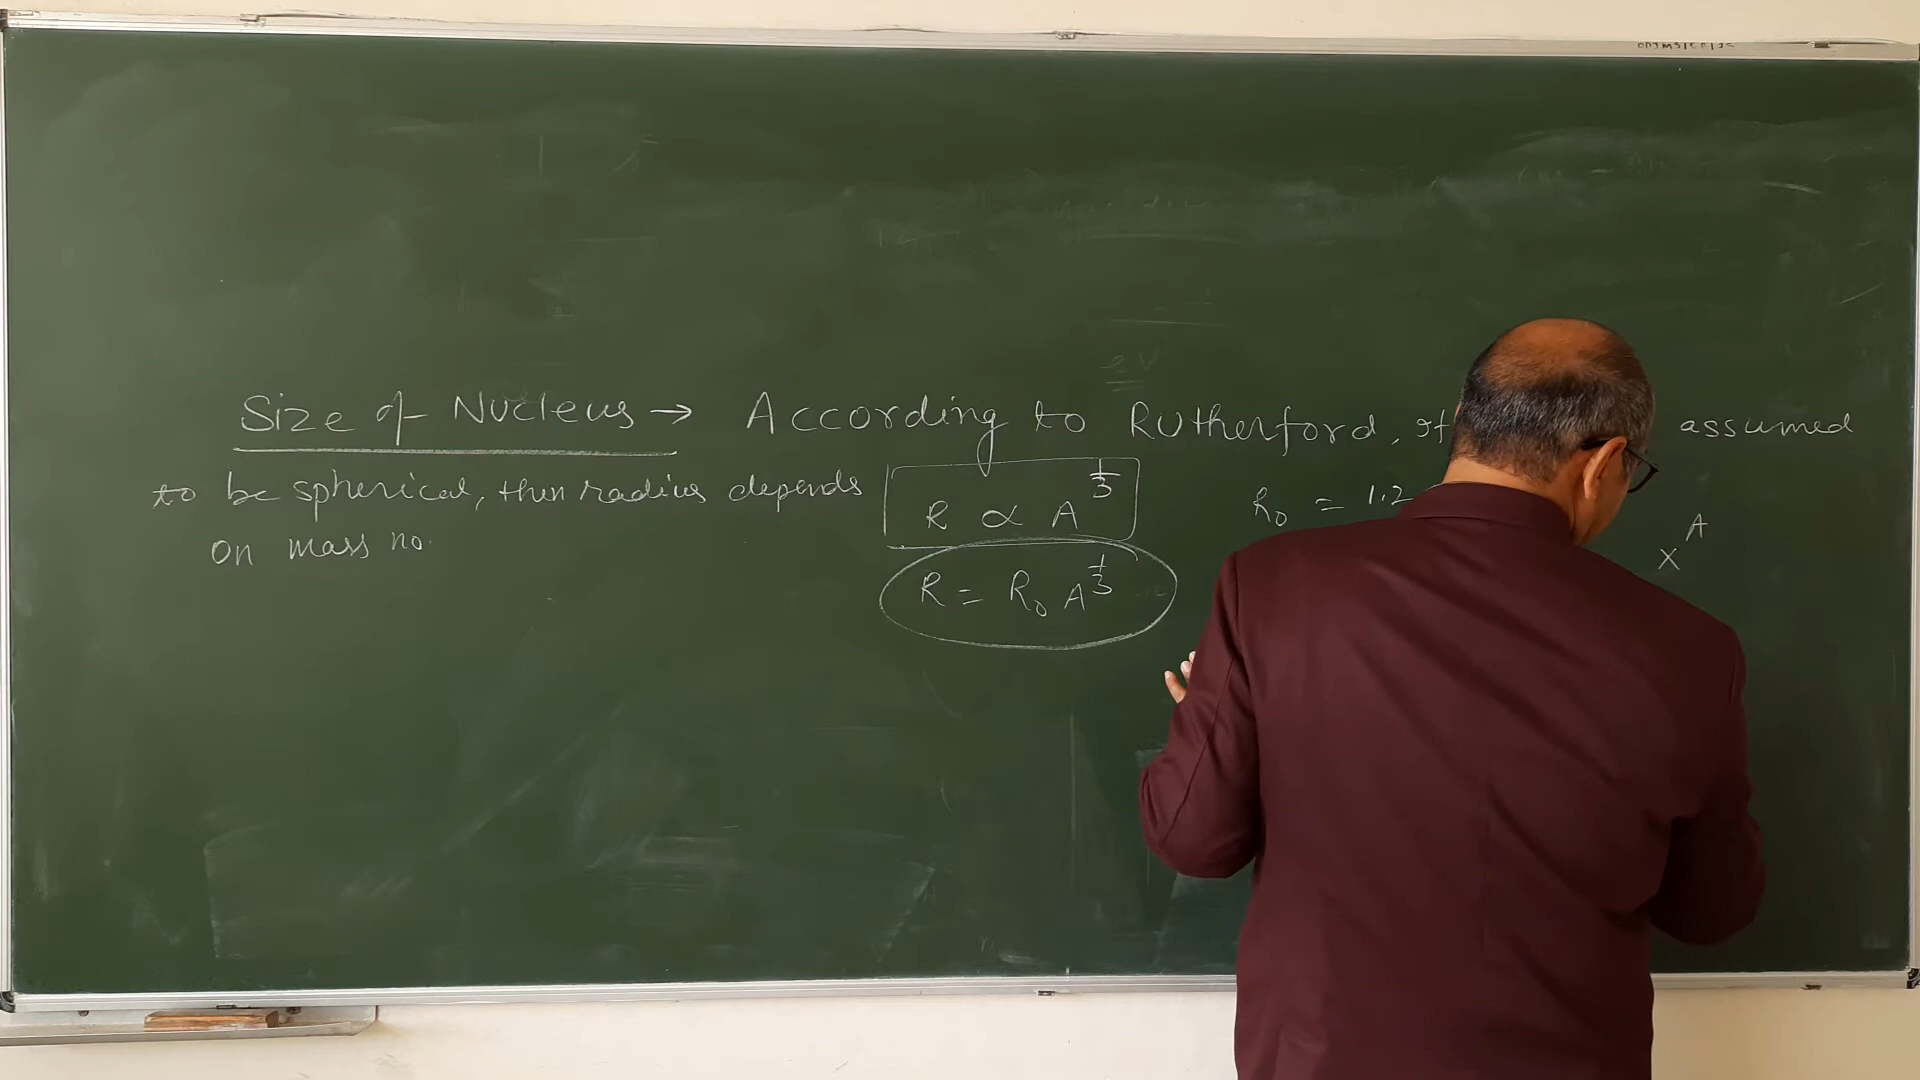 Size of Nucleus → According to Rutherford, If assumed
to be spherical, then radius depends
on mass no.
R ∝ A^1/3
R = R₀ A^1/3
R₀ = 1.2
X^A